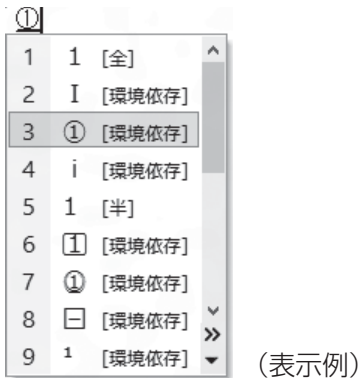 ①
1 1 [全]
2 Ⅰ [環境依存]
3 ① [環境依存]
4 ⅰ [環境依存]
5 1 [半]
6 1️⃣ [環境依存]
7 ① [環境依存]
8 ㊀ [環境依存]
9 ¹ [環境依存]
（表示例）